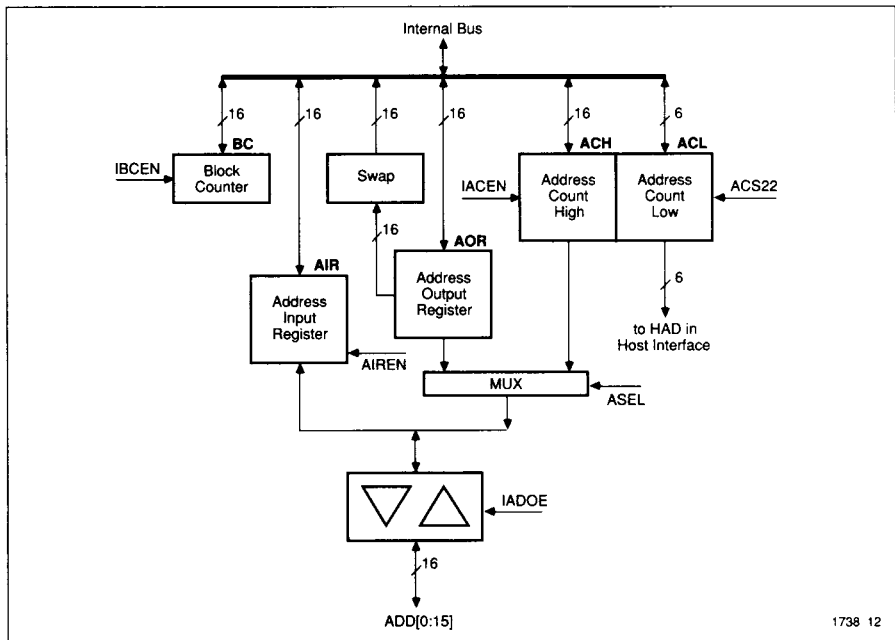 Internal Bus
16
16
16
16
16
6
BC
ACH
ACL
IBCEN
Block
Counter
Swap
IACEN
Address
Count
High
Address
Count
Low
ACS22
16
AOR
AIR
Address
Output
Register
Address
Input
Register
6
to HAD in
Host Interface
AIREN
MUX
ASEL
IADOE
16
ADD[0:15]
1738 12